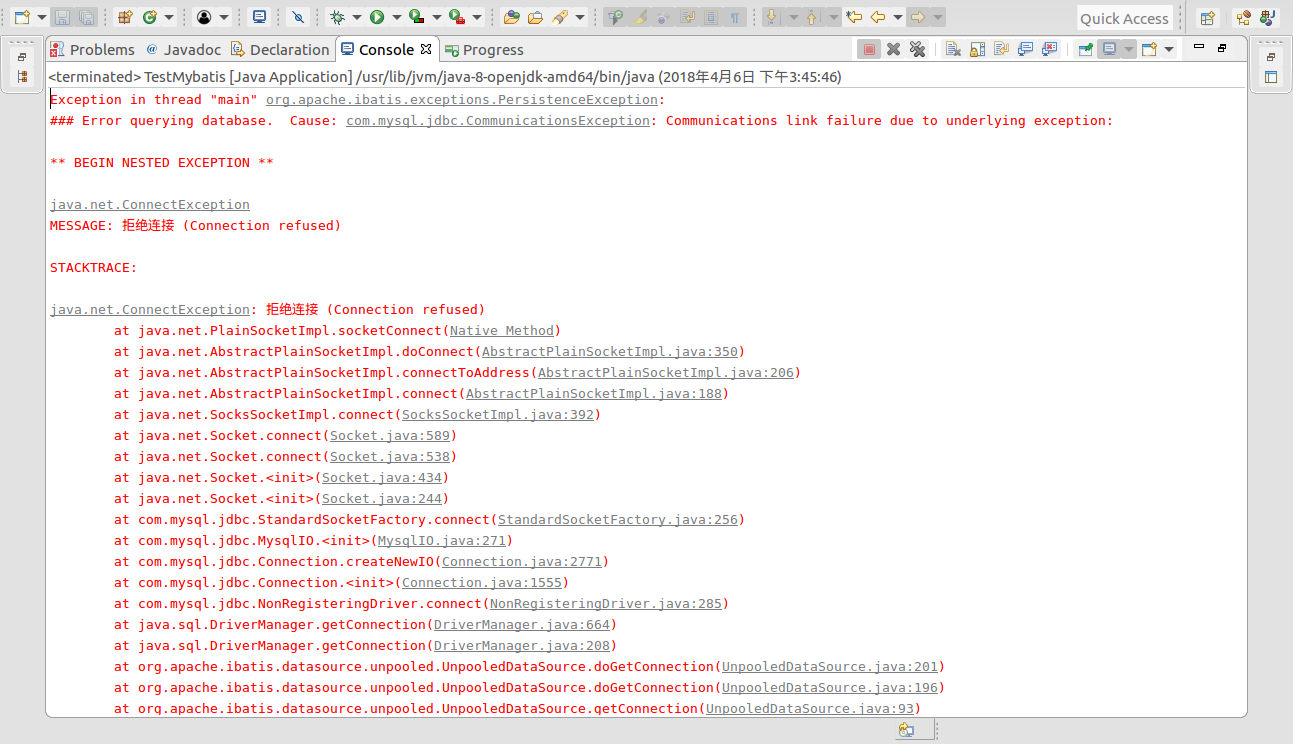 Quick Access
Problems @ Javadoc Declaration Console Progress
<terminated> TestMybatis [Java Application] /usr/lib/jvm/java-8-openjdk-amd64/bin/java (2018年4月6日 下午3:45:46)
Exception in thread "main" org.apache.ibatis.exceptions.PersistenceException:
### Error querying database.  Cause: com.mysql.jdbc.CommunicationsException: Communications link failure due to underlying exception:
** BEGIN NESTED EXCEPTION **
java.net.ConnectException
MESSAGE: 拒绝连接 (Connection refused)
STACKTRACE:
java.net.ConnectException: 拒绝连接 (Connection refused)
at java.net.PlainSocketImpl.socketConnect(Native Method)
at java.net.AbstractPlainSocketImpl.doConnect(AbstractPlainSocketImpl.java:350)
at java.net.AbstractPlainSocketImpl.connectToAddress(AbstractPlainSocketImpl.java:206)
at java.net.AbstractPlainSocketImpl.connect(AbstractPlainSocketImpl.java:188)
at java.net.SocksSocketImpl.connect(SocksSocketImpl.java:392)
at java.net.Socket.connect(Socket.java:589)
at java.net.Socket.connect(Socket.java:538)
at java.net.Socket.<init>(Socket.java:434)
at java.net.Socket.<init>(Socket.java:244)
at com.mysql.jdbc.StandardSocketFactory.connect(StandardSocketFactory.java:256)
at com.mysql.jdbc.MysqlIO.<init>(MysqlIO.java:271)
at com.mysql.jdbc.Connection.createNewIO(Connection.java:2771)
at com.mysql.jdbc.Connection.<init>(Connection.java:1555)
at com.mysql.jdbc.NonRegisteringDriver.connect(NonRegisteringDriver.java:285)
at java.sql.DriverManager.getConnection(DriverManager.java:664)
at java.sql.DriverManager.getConnection(DriverManager.java:208)
at org.apache.ibatis.datasource.unpooled.UnpooledDataSource.doGetConnection(UnpooledDataSource.java:201)
at org.apache.ibatis.datasource.unpooled.UnpooledDataSource.doGetConnection(UnpooledDataSource.java:196)
at org.apache.ibatis.datasource.unpooled.UnpooledDataSource.getConnection(UnpooledDataSource.java:93)